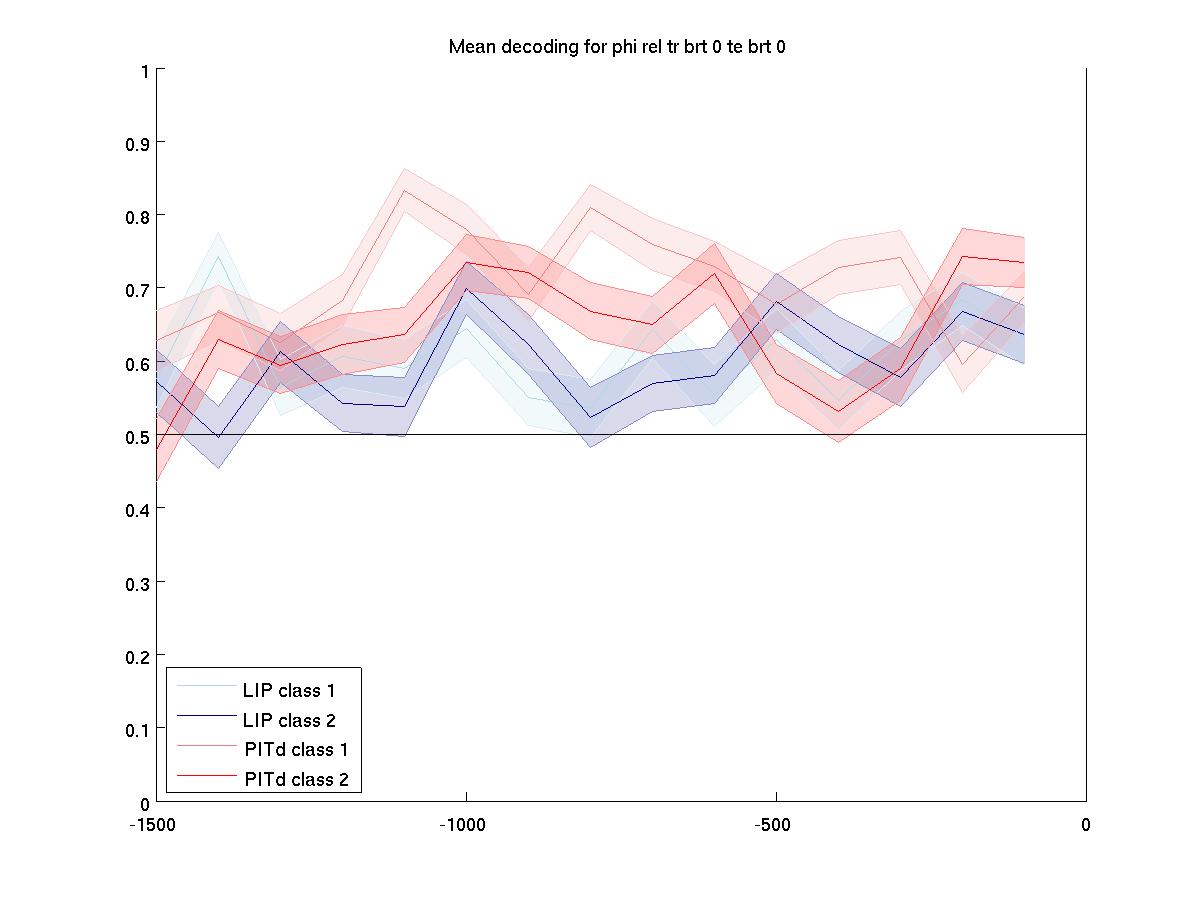 Mean decoding for phi rel tr brt 0 te brt 0
1
0.9
0.8
0.7
0.6
0.5
0.4
0.3
0.2
0.1
0
LIP class 1
LIP class 2
PITd class 1
PITd class 2
-1500 -1000 -500 0